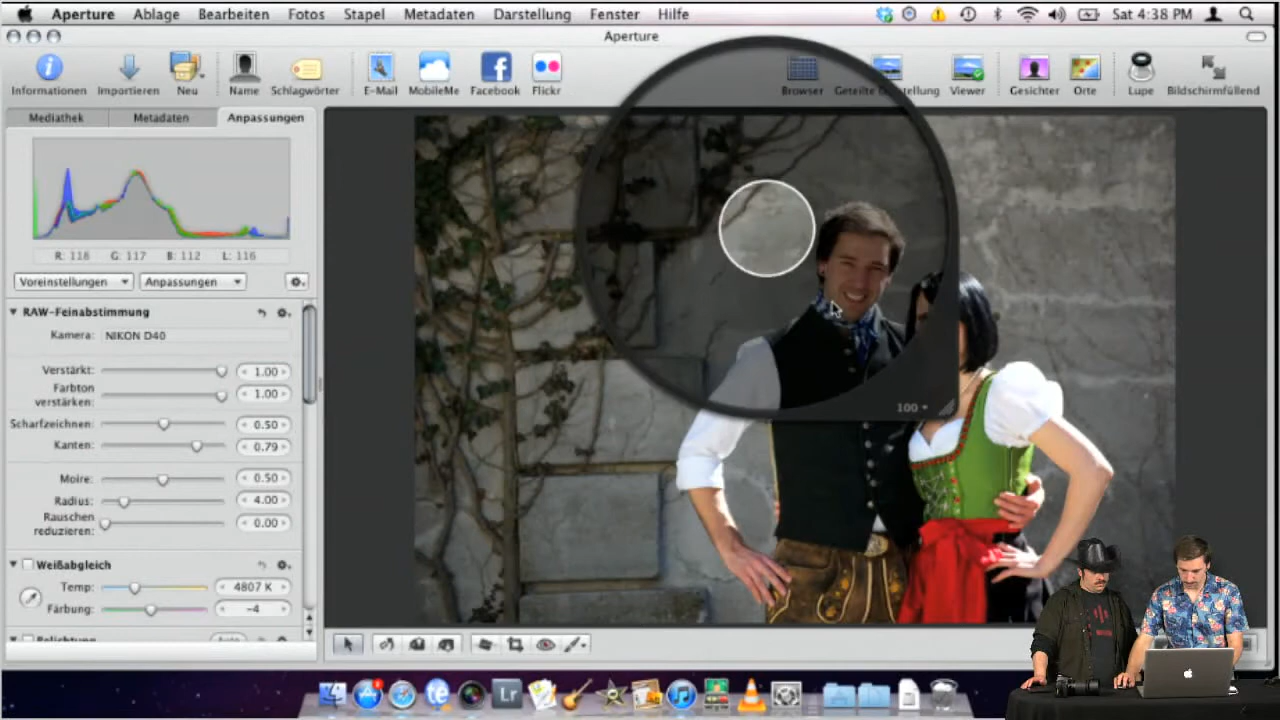 Aperture Ablage Bearbeiten Fotos Stapel Metadaten Darstellung Fenster Hilfe Sat 4:38 PM
Aperture
Informationen Importieren Neu Name Schlagwörter E-Mail MobileMe Facebook Flickr Browser Geteilte Viewer Gesichter Orte Lupe Bildschirmfüllend
Mediathek Metadaten Anpassungen
R: 118 G: 117 B: 112 L: 116
Voreinstellungen Anpassungen
RAW-Feinabstimmung
Kamera: NIKON D40
Verstärkt: 1.00
Farbton
verstärken: 1.00
Scharfzeichnen: 0.50
Kanten: 0.79
Moire: 0.50
Radius: 4.00
Rauschen
reduzieren: 0.00
Weißabgleich
Temp: 4807 K
Färbung: -4
100
Lr